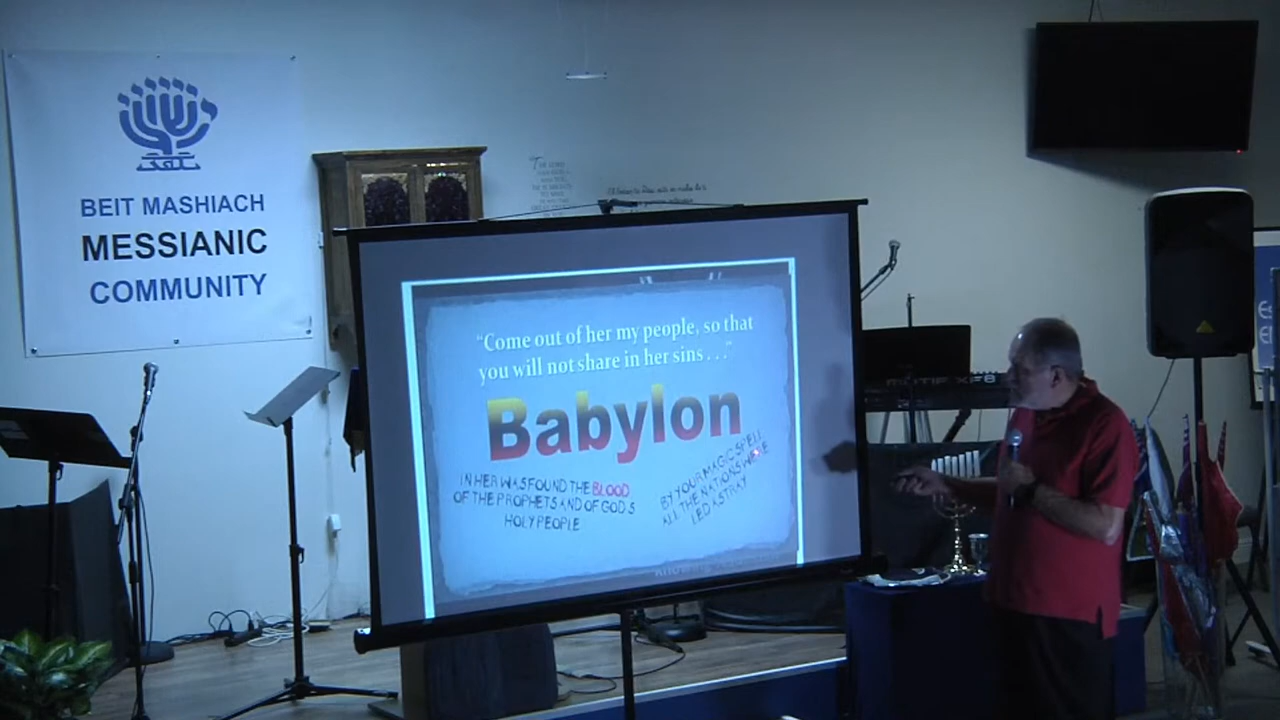 BEIT MASHIACH
MESSIANIC
COMMUNITY
"Come out of her my people, so that
you will not share in her sins . . ."
Babylon
IN HER WAS FOUND THE BLOOD
OF THE PROPHETS AND OF GOD'S
HOLY PEOPLE
BY YOUR MAGIC SPELL
ALL THE NATIONS WERE
LED ASTRAY
MOTIF XF8